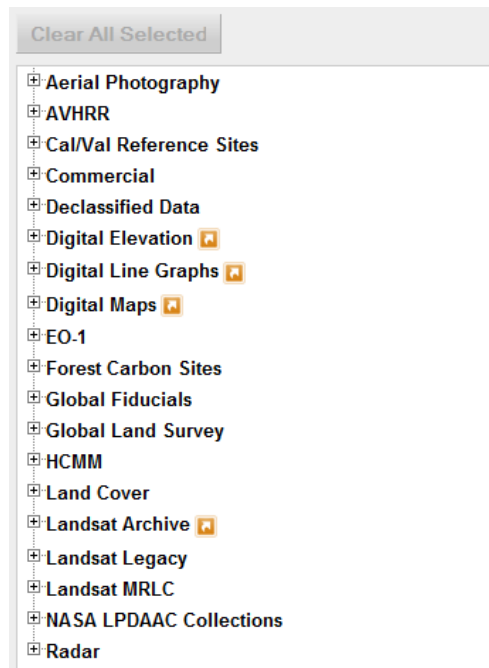 Clear All Selected
Aerial Photography
AVHRR
Cal/Val Reference Sites
Commercial
Declassified Data
Digital Elevation
Digital Line Graphs
Digital Maps
EO-1
Forest Carbon Sites
Global Fiducials
Global Land Survey
HCMM
Land Cover
Landsat Archive
Landsat Legacy
Landsat MRLC
NASA LPDAAC Collections
Radar